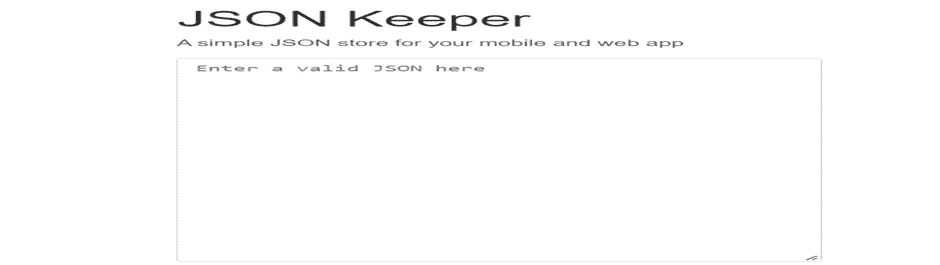 JSON Keeper
A simple JSON store for your mobile and web app
Enter a valid JSON here